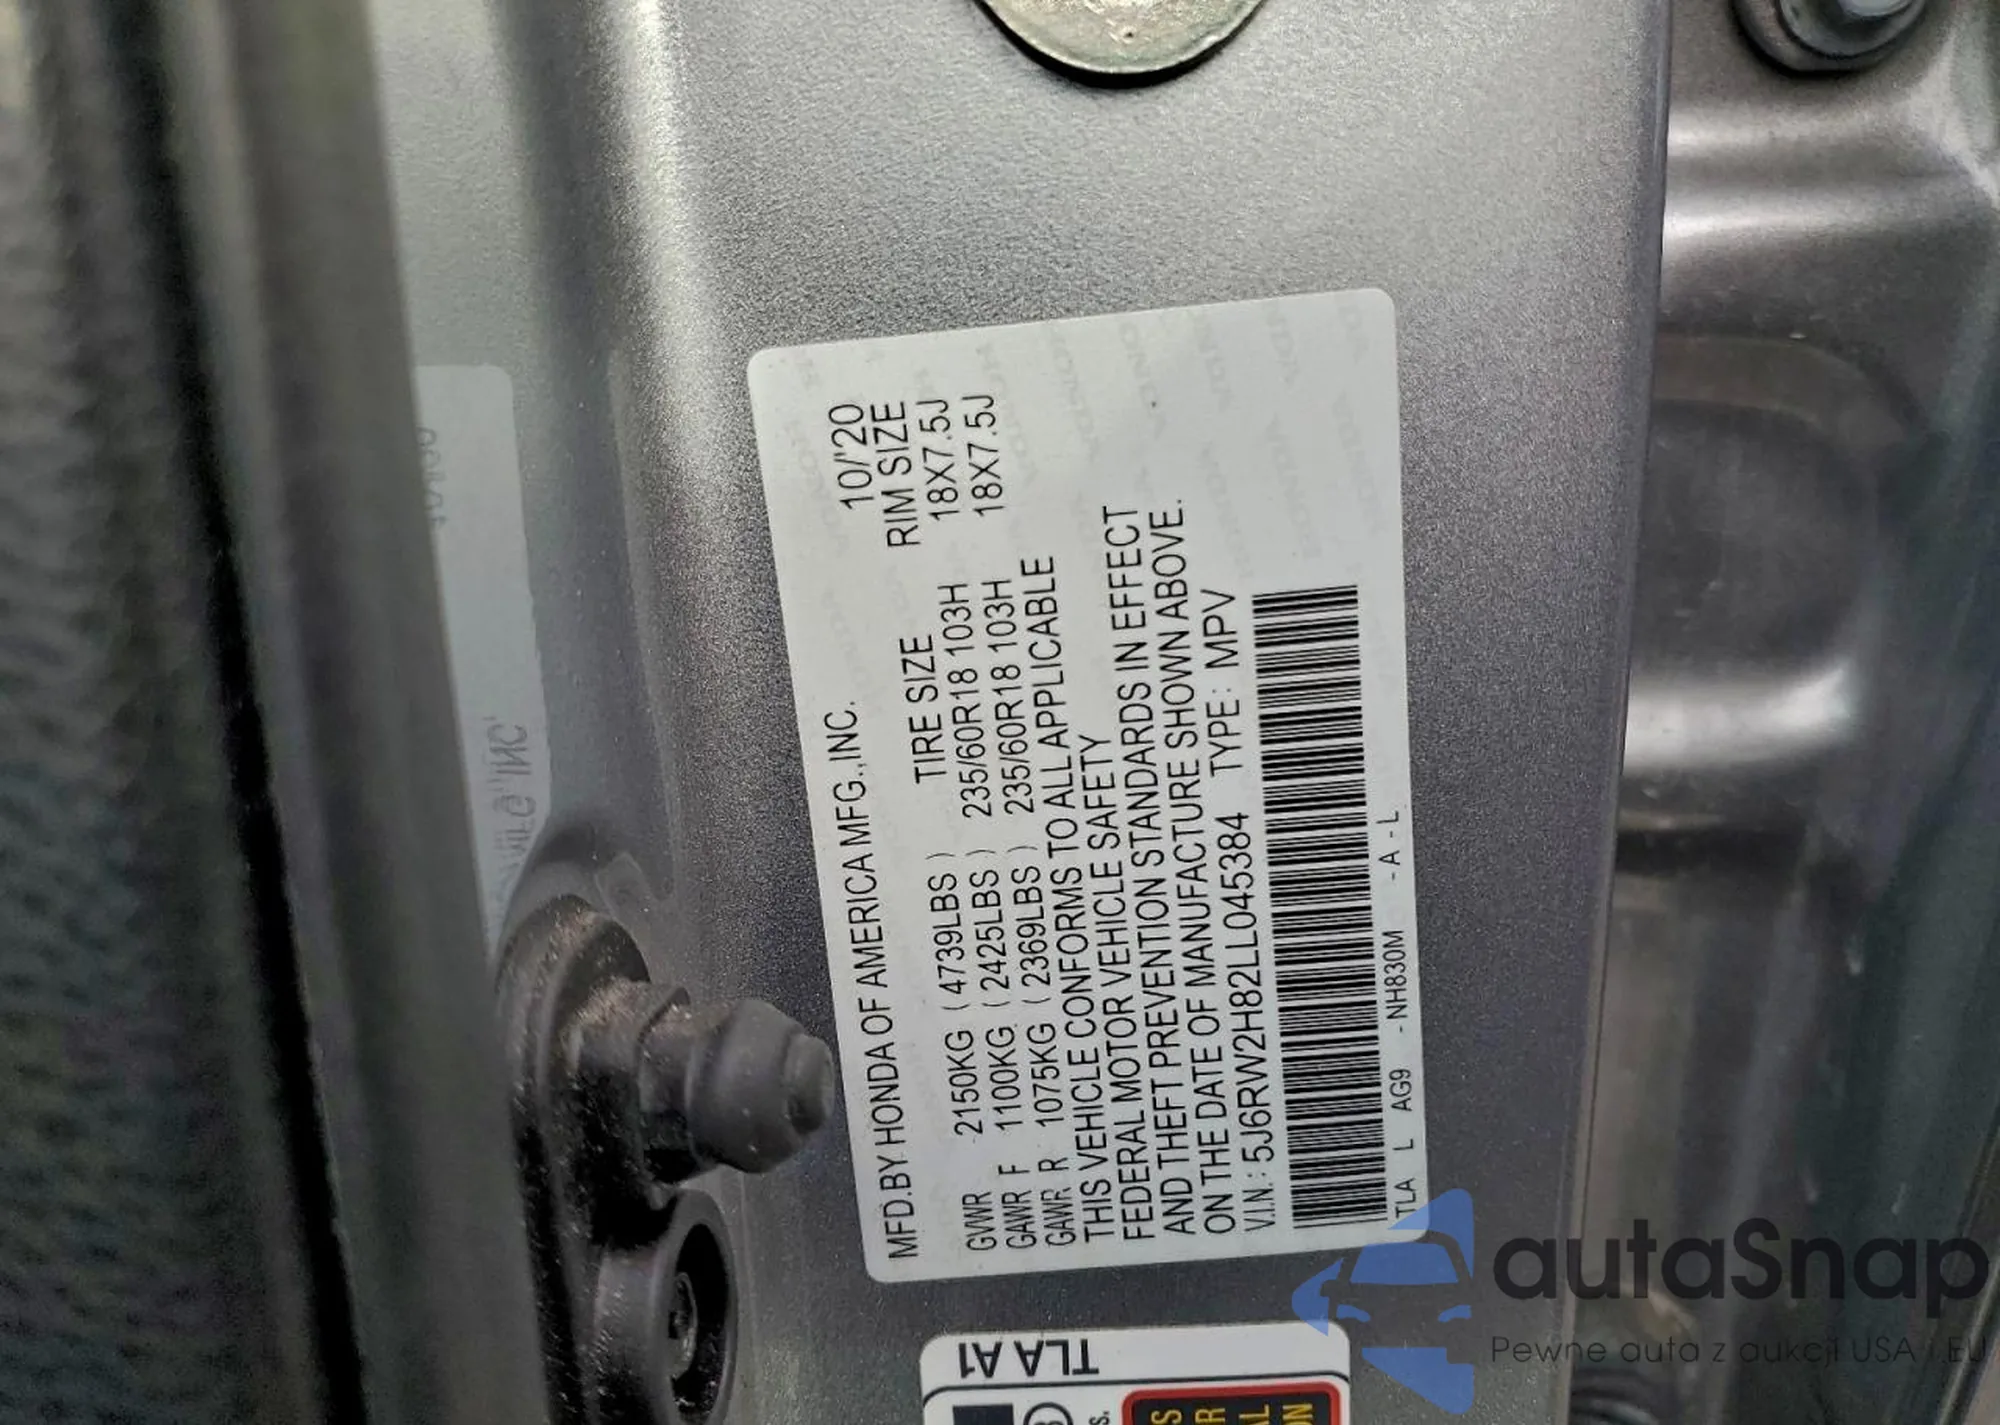 MFD.BY HONDA OF AMERICA MFG.,INC. 10/'20
TIRE SIZE RIM SIZE
GVWR 2150KG ( 4739LBS ) 235/60R18 103H 18X7.5J
GAWR F 1100KG ( 2425LBS ) 235/60R18 103H 18X7.5J
GAWR R 1075KG ( 2369LBS )
THIS VEHICLE CONFORMS TO ALL APPLICABLE
FEDERAL MOTOR VEHICLE SAFETY
AND THEFT PREVENTION STANDARDS IN EFFECT
ON THE DATE OF MANUFACTURE SHOWN ABOVE.
V.I.N.: 5J6RW2H82LL045384 TYPE: MPV
TLA L AG9 -NH830M -A-L
TLA A1
autaSnap
Pewne auta z aukcji USA i EU